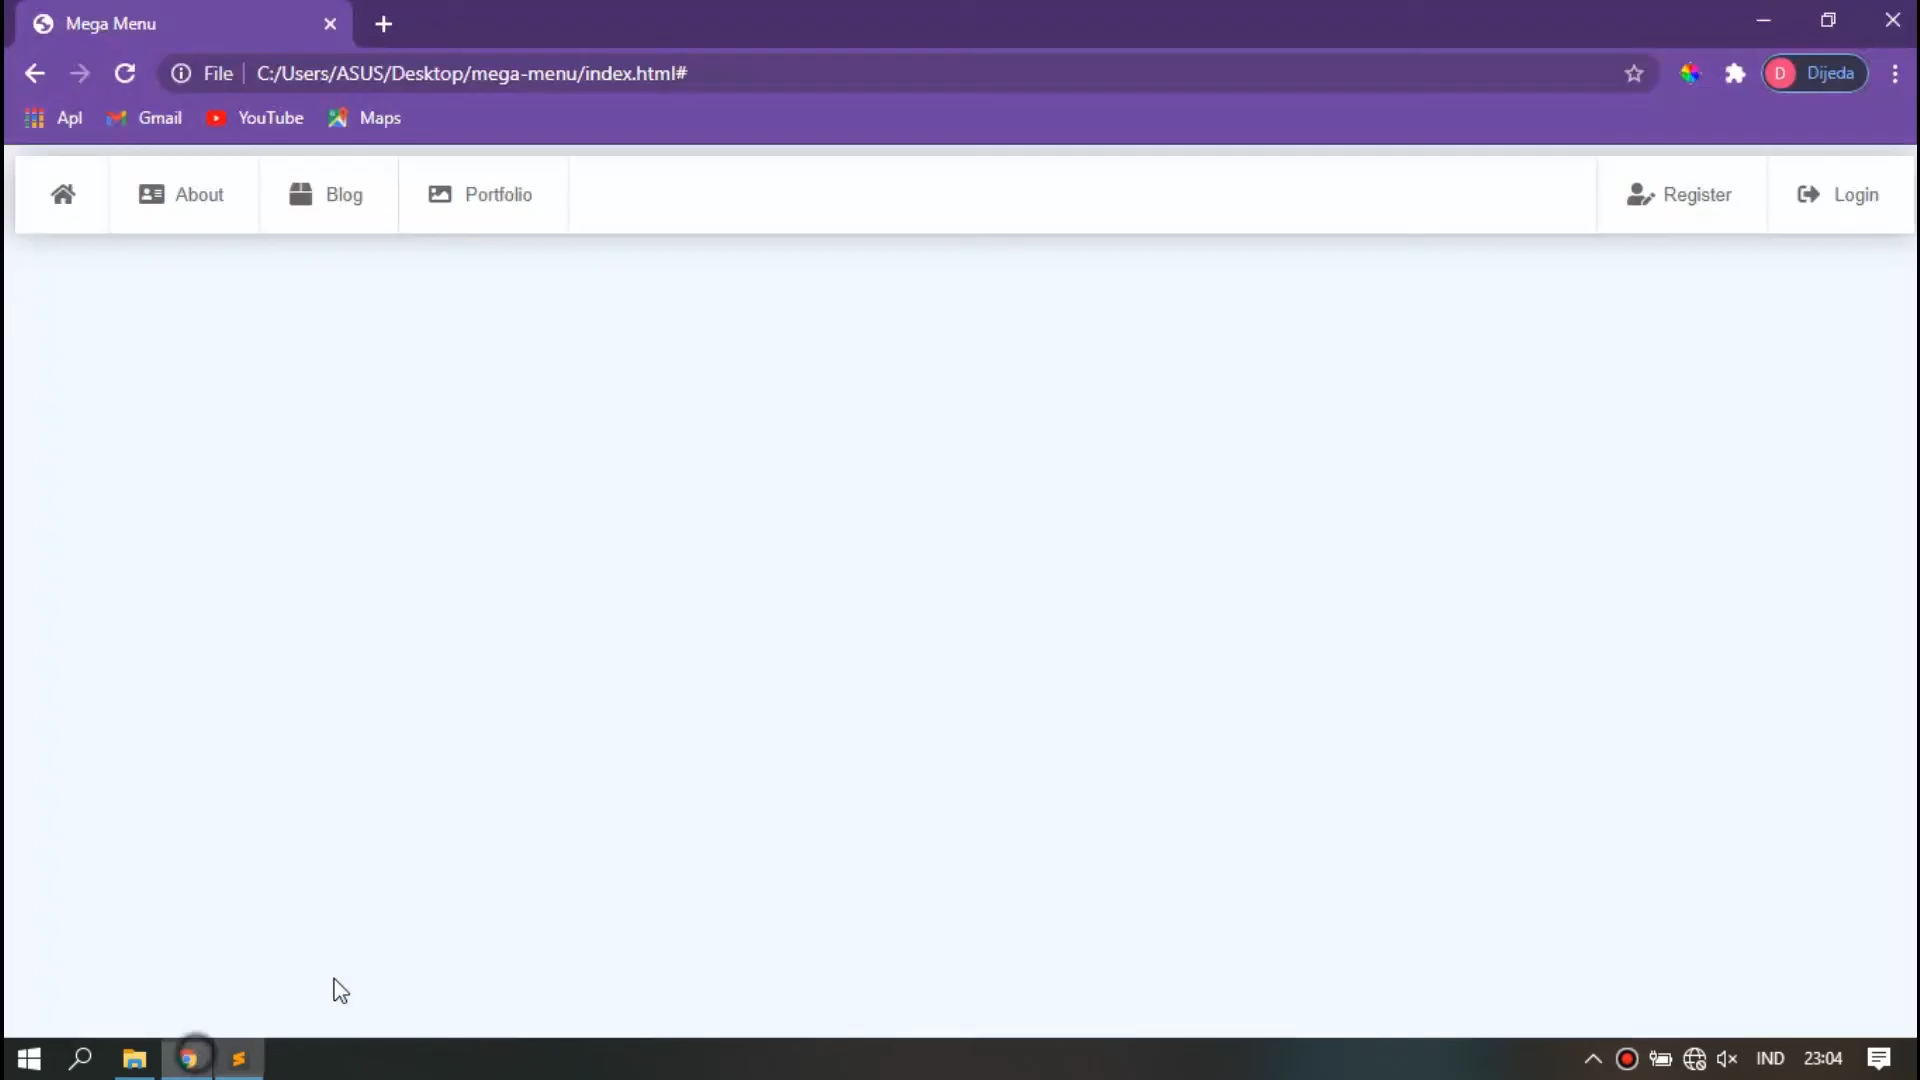 Mega Menu
File C:/Users/ASUS/Desktop/mega-menu/index.html# D Dijeda
Apl Gmail YouTube Maps
About Blog Portfolio Register Login
IND 23:04